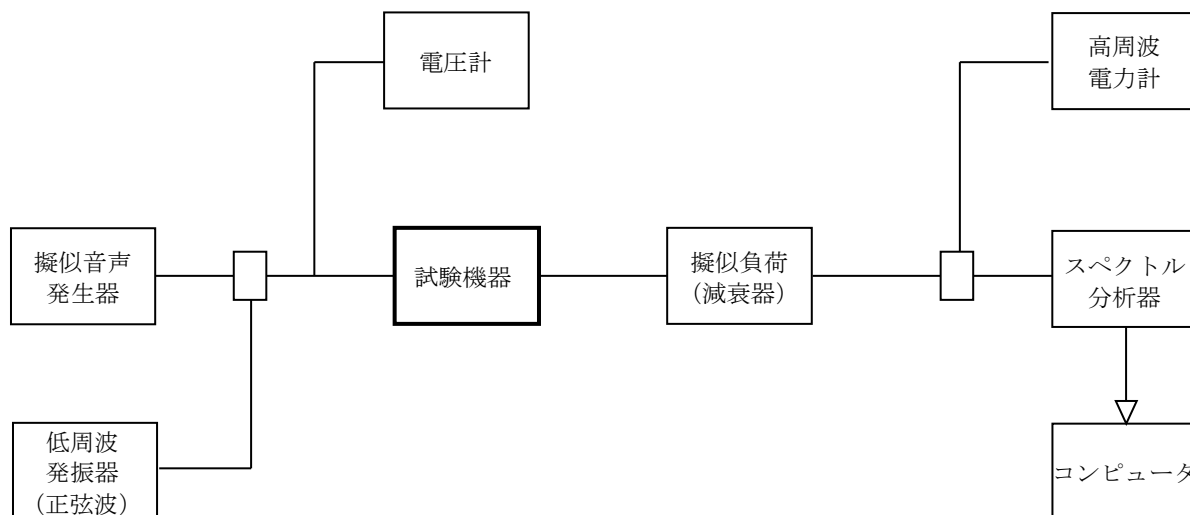 電圧計
高周波
電力計
擬似音声
発生器
試験機器
擬似負荷
（減衰器）
スペクトル
分析器
低周波
発振器
（正弦波）
コンピュータ